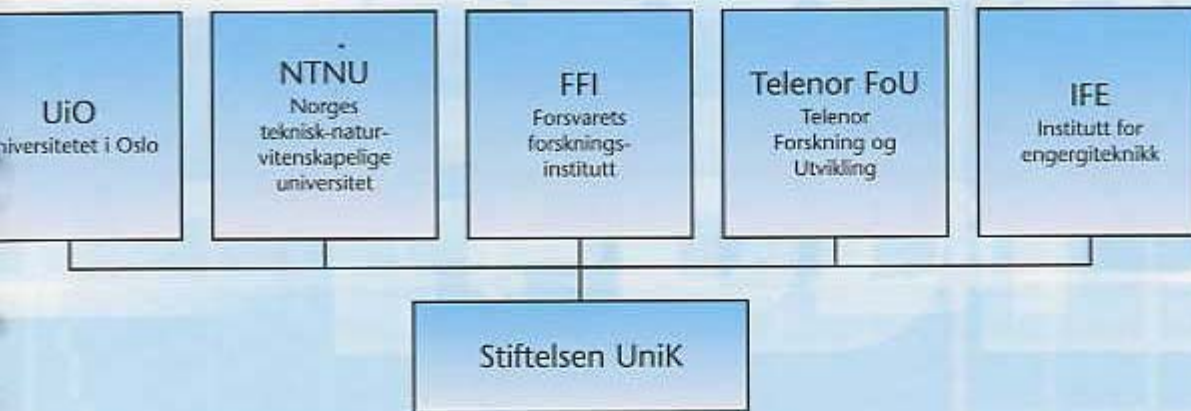 UiO
niversitetet i Oslo
NTNU
Norges
teknisk-natur-
vitenskapelige
universitet
FFI
Forsvarets
forsknings-
institutt
Telenor FoU
Telenor
Forskning og
Utvikling
IFE
Institutt for
engergiteknikk
Stiftelsen UniK